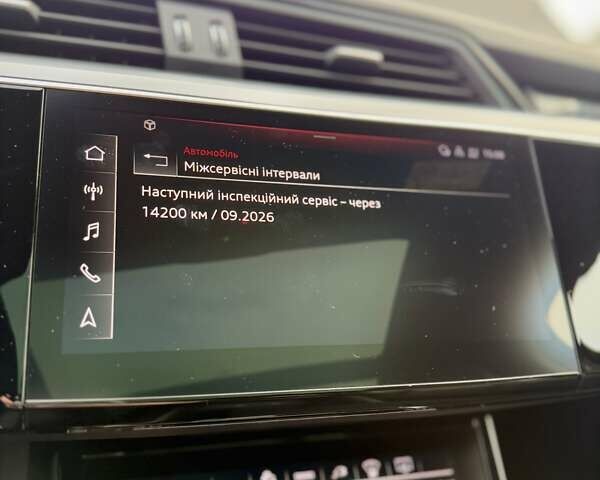 Автомобіль
Міжсервісні інтервали
Наступний інспекційний сервіс – через
14200 км / 09.2026